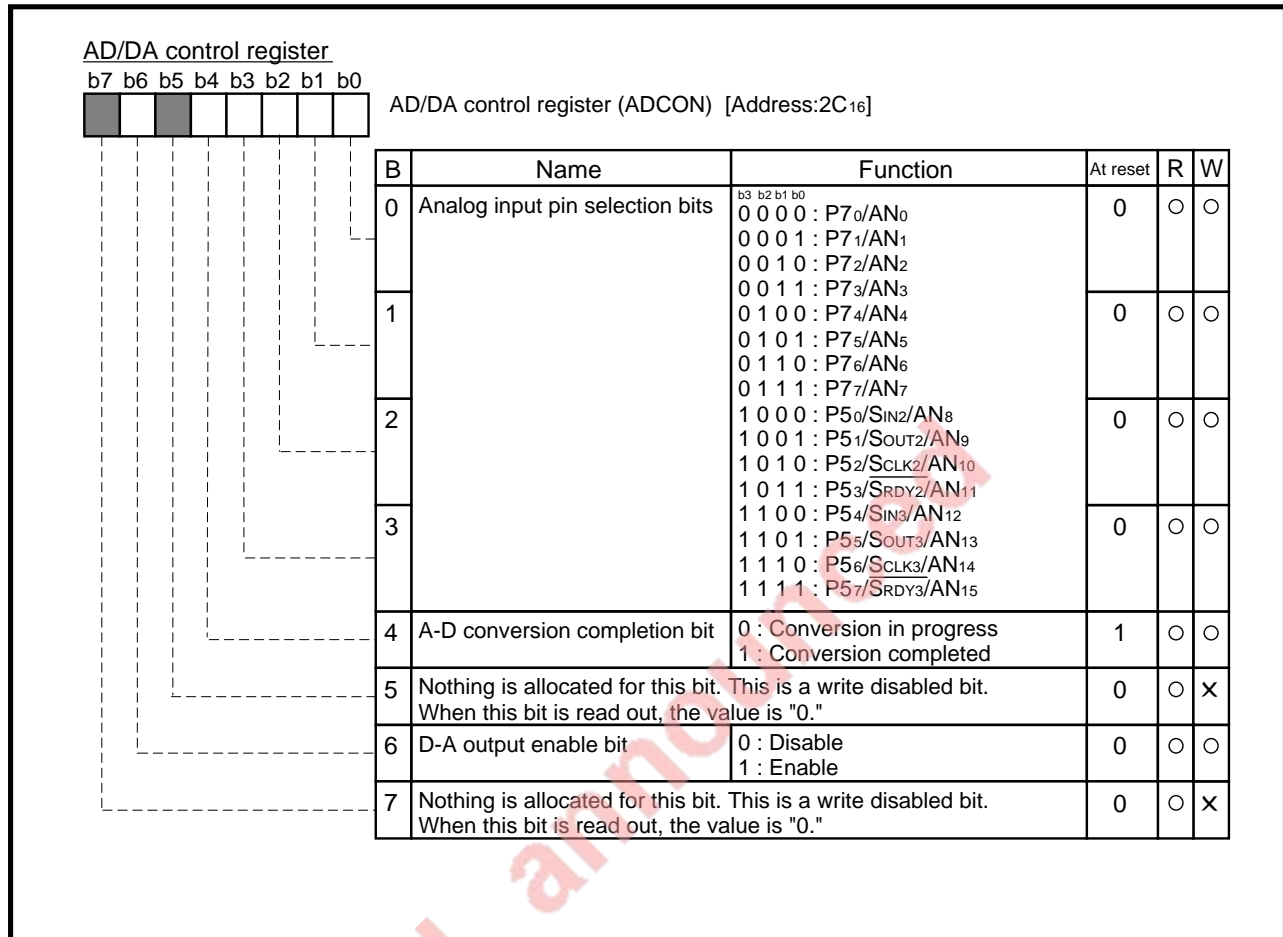 AD/DA control register
b7 b6 b5 b4 b3 b2 b1 b0
AD/DA control register (ADCON) [Address:2C16]
B Name Function At reset R W
0 Analog input pin selection bits b3 b2 b1 b0 0 ○ ○
0 0 0 0 : P70/AN0
0 0 0 1 : P71/AN1
0 0 1 0 : P72/AN2
0 0 1 1 : P73/AN3
1 0 1 0 0 : P74/AN4 0 ○ ○
0 1 0 1 : P75/AN5
0 1 1 0 : P76/AN6
0 1 1 1 : P77/AN7
2 1 0 0 0 : P50/SIN2/AN8 0 ○ ○
1 0 0 1 : P51/SOUT2/AN9
1 0 1 0 : P52/SCLK2/AN10
1 0 1 1 : P53/SRDY2/AN11
3 1 1 0 0 : P54/SIN3/AN12 0 ○ ○
1 1 0 1 : P55/SOUT3/AN13
1 1 1 0 : P56/SCLK3/AN14
1 1 1 1 : P57/SRDY3/AN15
4 A-D conversion completion bit 0 : Conversion in progress 1 ○ ○
1 : Conversion completed
5 Nothing is allocated for this bit. This is a write disabled bit. 0 ○ ×
When this bit is read out, the value is "0."
6 D-A output enable bit 0 : Disable 0 ○ ○
1 : Enable
7 Nothing is allocated for this bit. This is a write disabled bit. 0 ○ ×
When this bit is read out, the value is "0."
announced